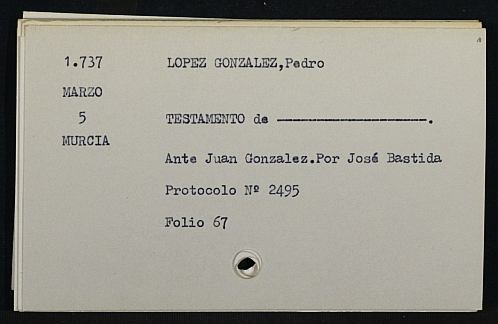 1.737 LOPEZ GONZALEZ,Pedro
MARZO
5 TESTAMENTO de ----------------------.
MURCIA
Ante Juan Gonzalez.Por José Bastida
Protocolo Nº 2495
Folio 67